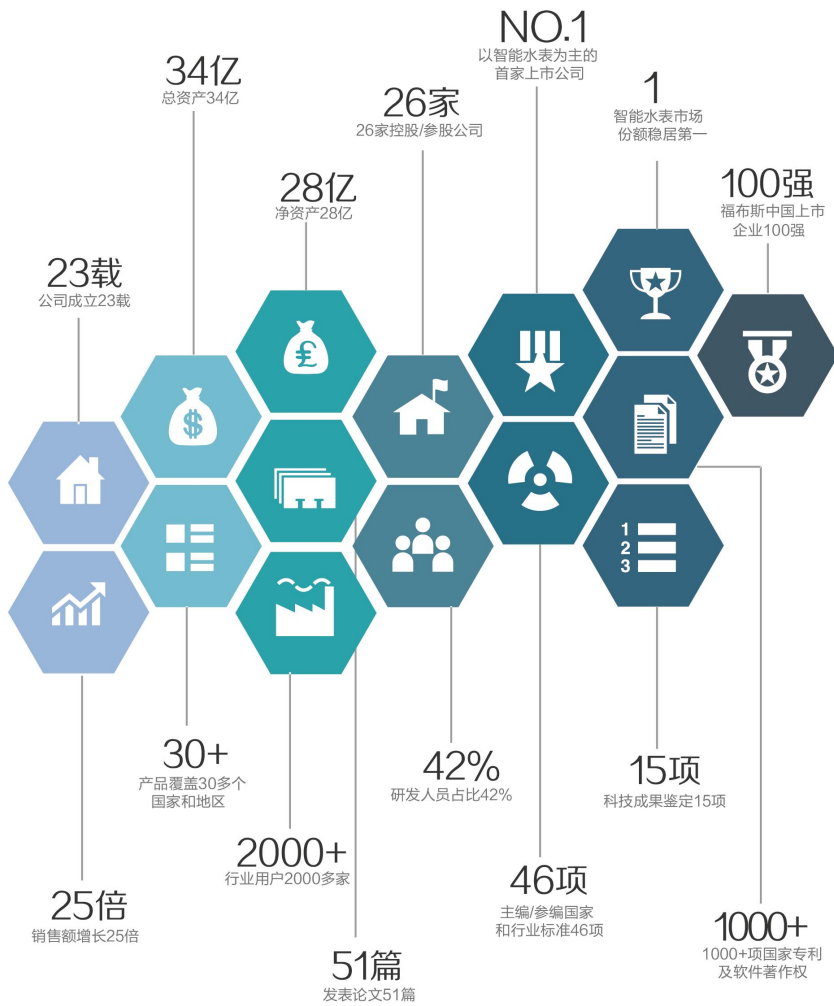 NO.1
以智能水表为主的
首家上市公司
34亿
总资产34亿
26家
26家控股/参股公司
1
智能水表市场
份额稳居第一
100强
福布斯中国上市
企业100强
28亿
净资产28亿
23载
公司成立23载
£
$
1
2
3
30+
产品覆盖30多个
国家和地区
42%
研发人员占比42%
15项
科技成果鉴定15项
2000+
行业用户2000多家
25倍
销售额增长25倍
46项
主编/参编国家
和行业标准46项
51篇
发表论文51篇
1000+
1000+项国家专利
及软件著作权